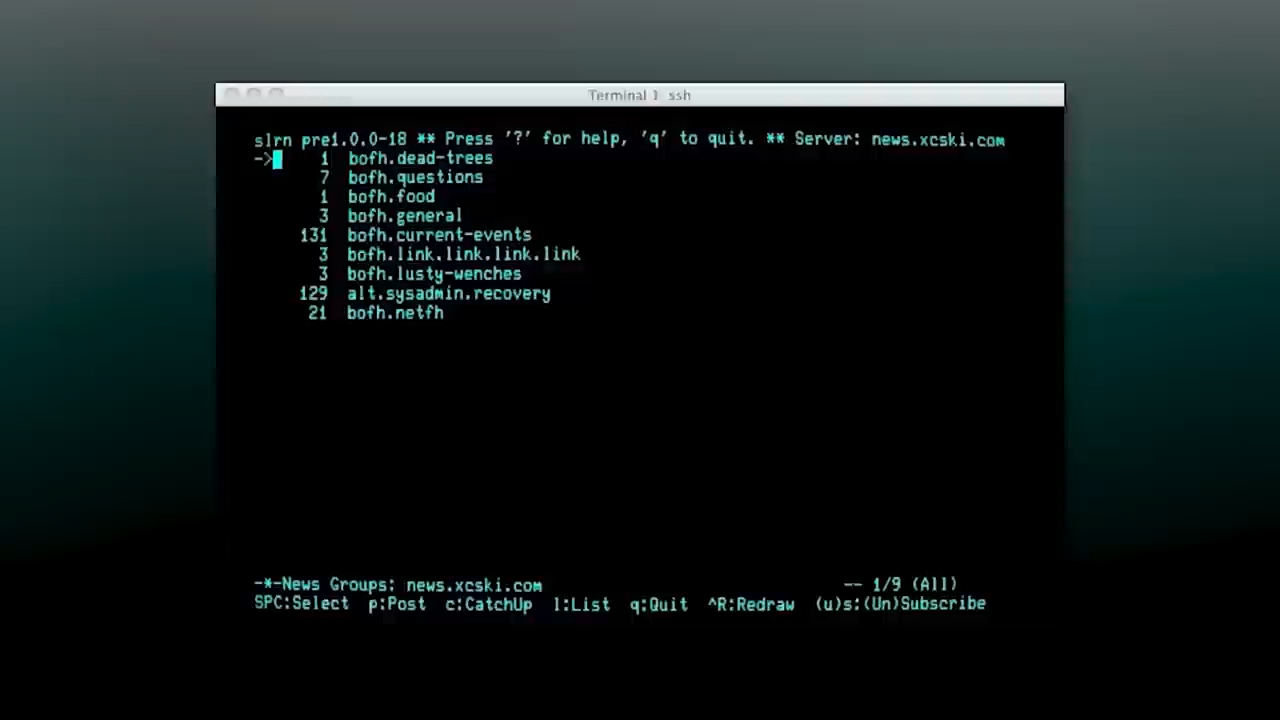 Terminal 1 ssh
slrn pre1.0.0-18 ** Press '?' for help, 'q' to quit. ** Server: news.xcski.com
-> 1 bofh.dead-trees
7 bofh.questions
1 bofh.food
3 bofh.general
131 bofh.current-events
3 bofh.link.link.link.link
3 bofh.lusty-wenches
129 alt.sysadmin.recovery
21 bofh.netfh
-*-News Groups: news.xcski.com -- 1/9 (All)
SPC:Select p:Post c:CatchUp l:List q:Quit ^R:Redraw (u)s:(Un)Subscribe